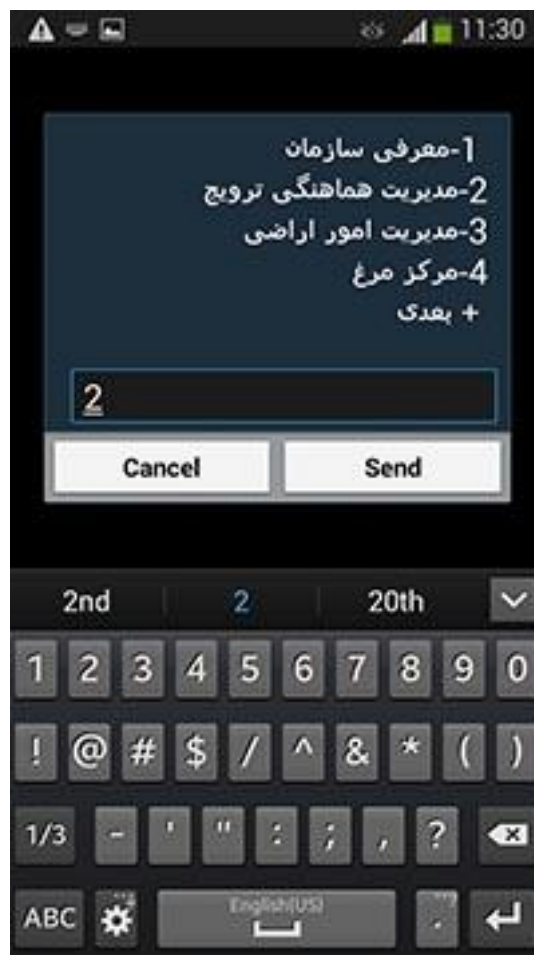 11:30
1-معرفی سازمان
2-مدیریت هماهنگی ترویج
3-مدیریت امور اراضی
4-مرکز مرغ
+ بعدی
2
Cancel Send
2nd 2 20th
1 2 3 4 5 6 7 8 9 0
! @ # $ / ^ & * ( )
1/3 - ' " : ; , ?
ABC English(US) .